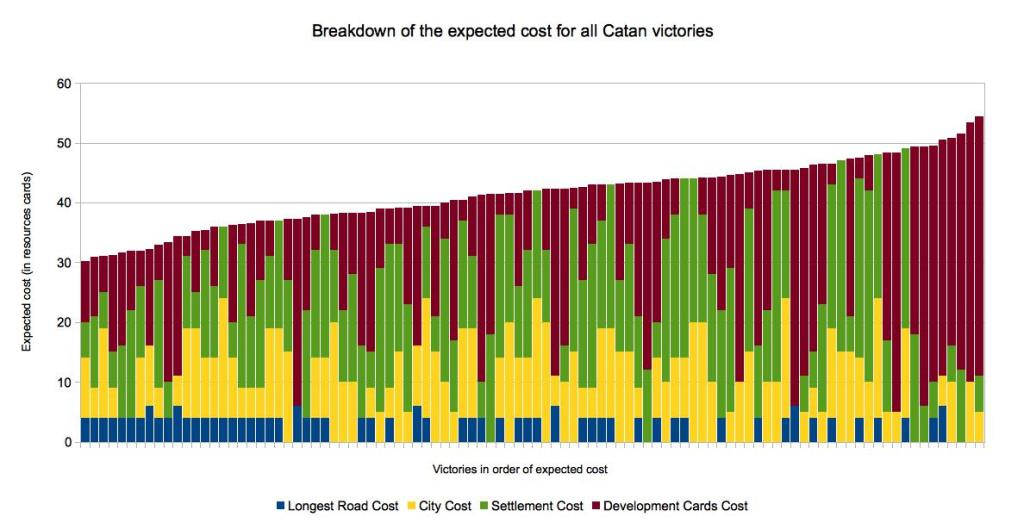 Breakdown of the expected cost for all Catan victories
Expected cost (in resources cards)
60
50
40
30
20
10
0
Victories in order of expected cost
Longest Road Cost City Cost Settlement Cost Development Cards Cost